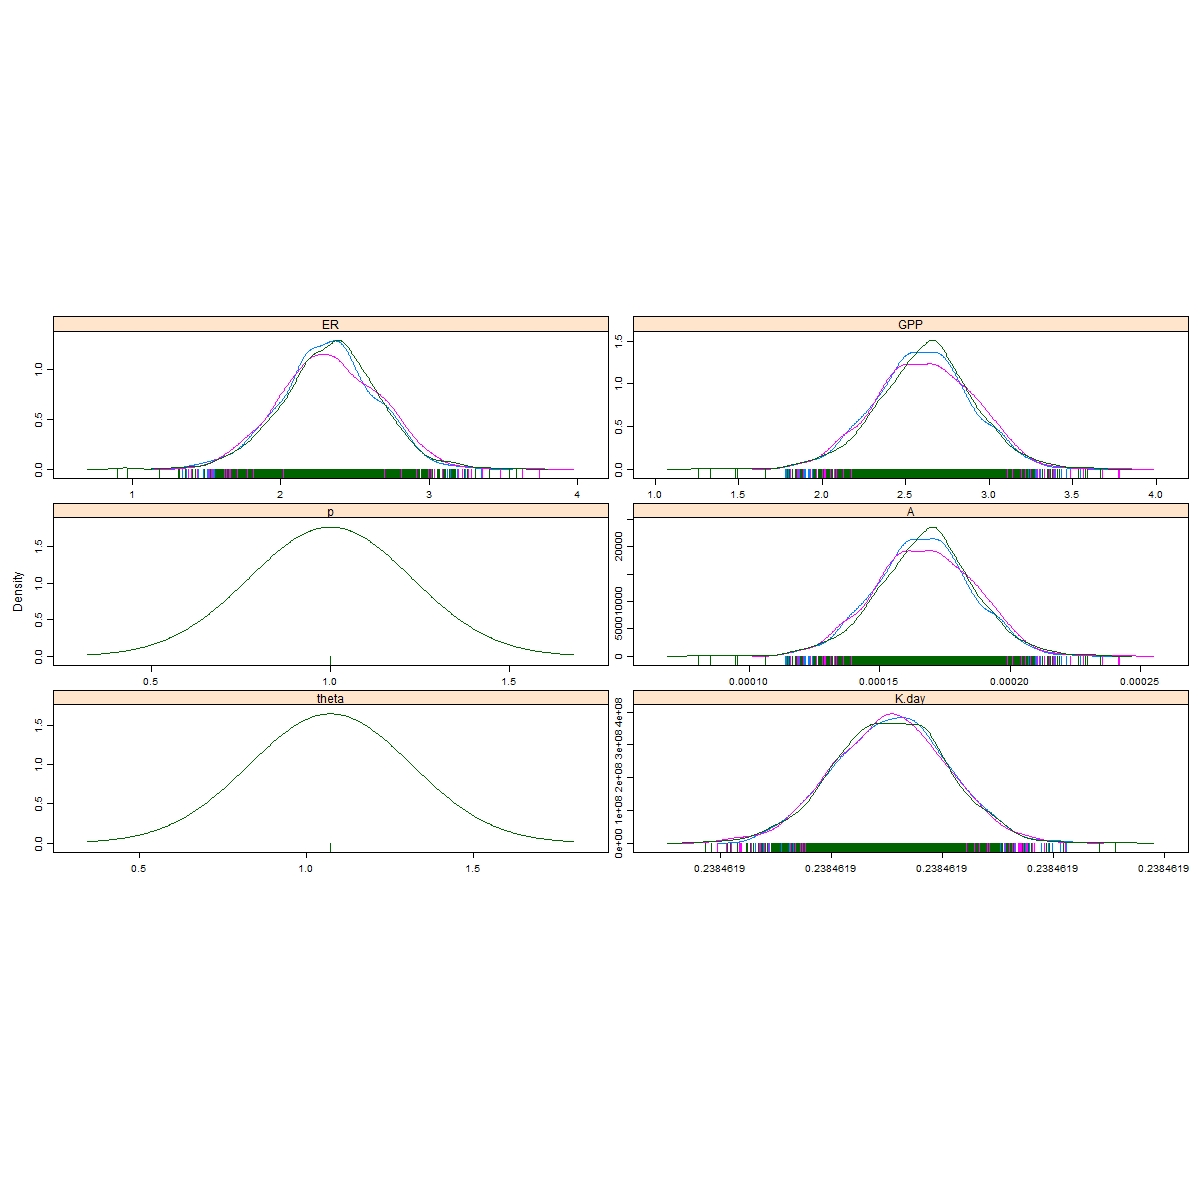 ER
GPP
0.0 0.5 1.0
1 2 3 4
0.0 0.5 1.0 1.5
1.0 1.5 2.0 2.5 3.0 3.5 4.0
p
A
Density
0.0 0.5 1.0 1.5
0.5 1.0 1.5
0 5000 10000 20000
0.00010 0.00015 0.00020 0.00025
theta
K.day
0.0 0.5 1.0 1.5
0.5 1.0 1.5
0e+00 1e+08 2e+08 3e+08 4e+08
0.2384619 0.2384619 0.2384619 0.2384619 0.2384619